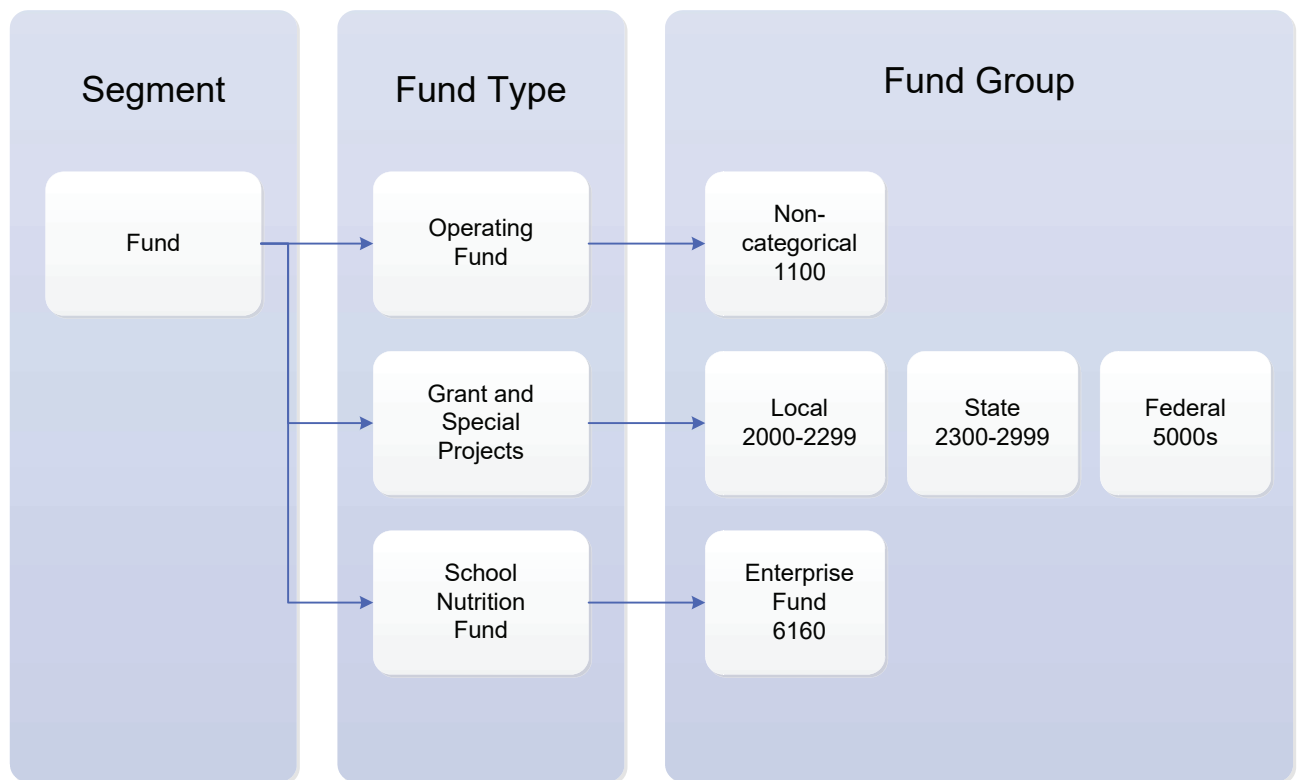 Segment
Fund Type
Fund Group
Fund
Operating
Fund
Non-
categorical
1100
Grant and
Special
Projects
Local
2000-2299
State
2300-2999
Federal
5000s
School
Nutrition
Fund
Enterprise
Fund
6160